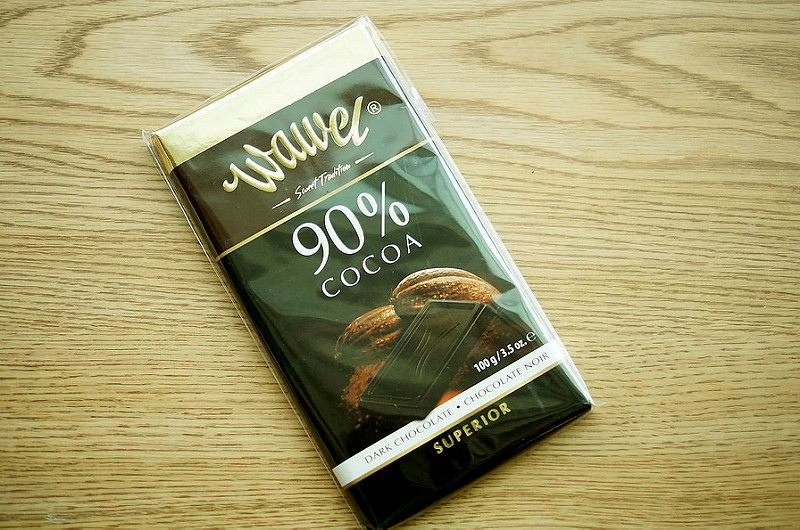 wawel®
Sweet Tradition
90%
COCOA
100 g/3.5 oz. ℮
DARK CHOCOLATE • CHOCOLATE NOIR
SUPERIOR